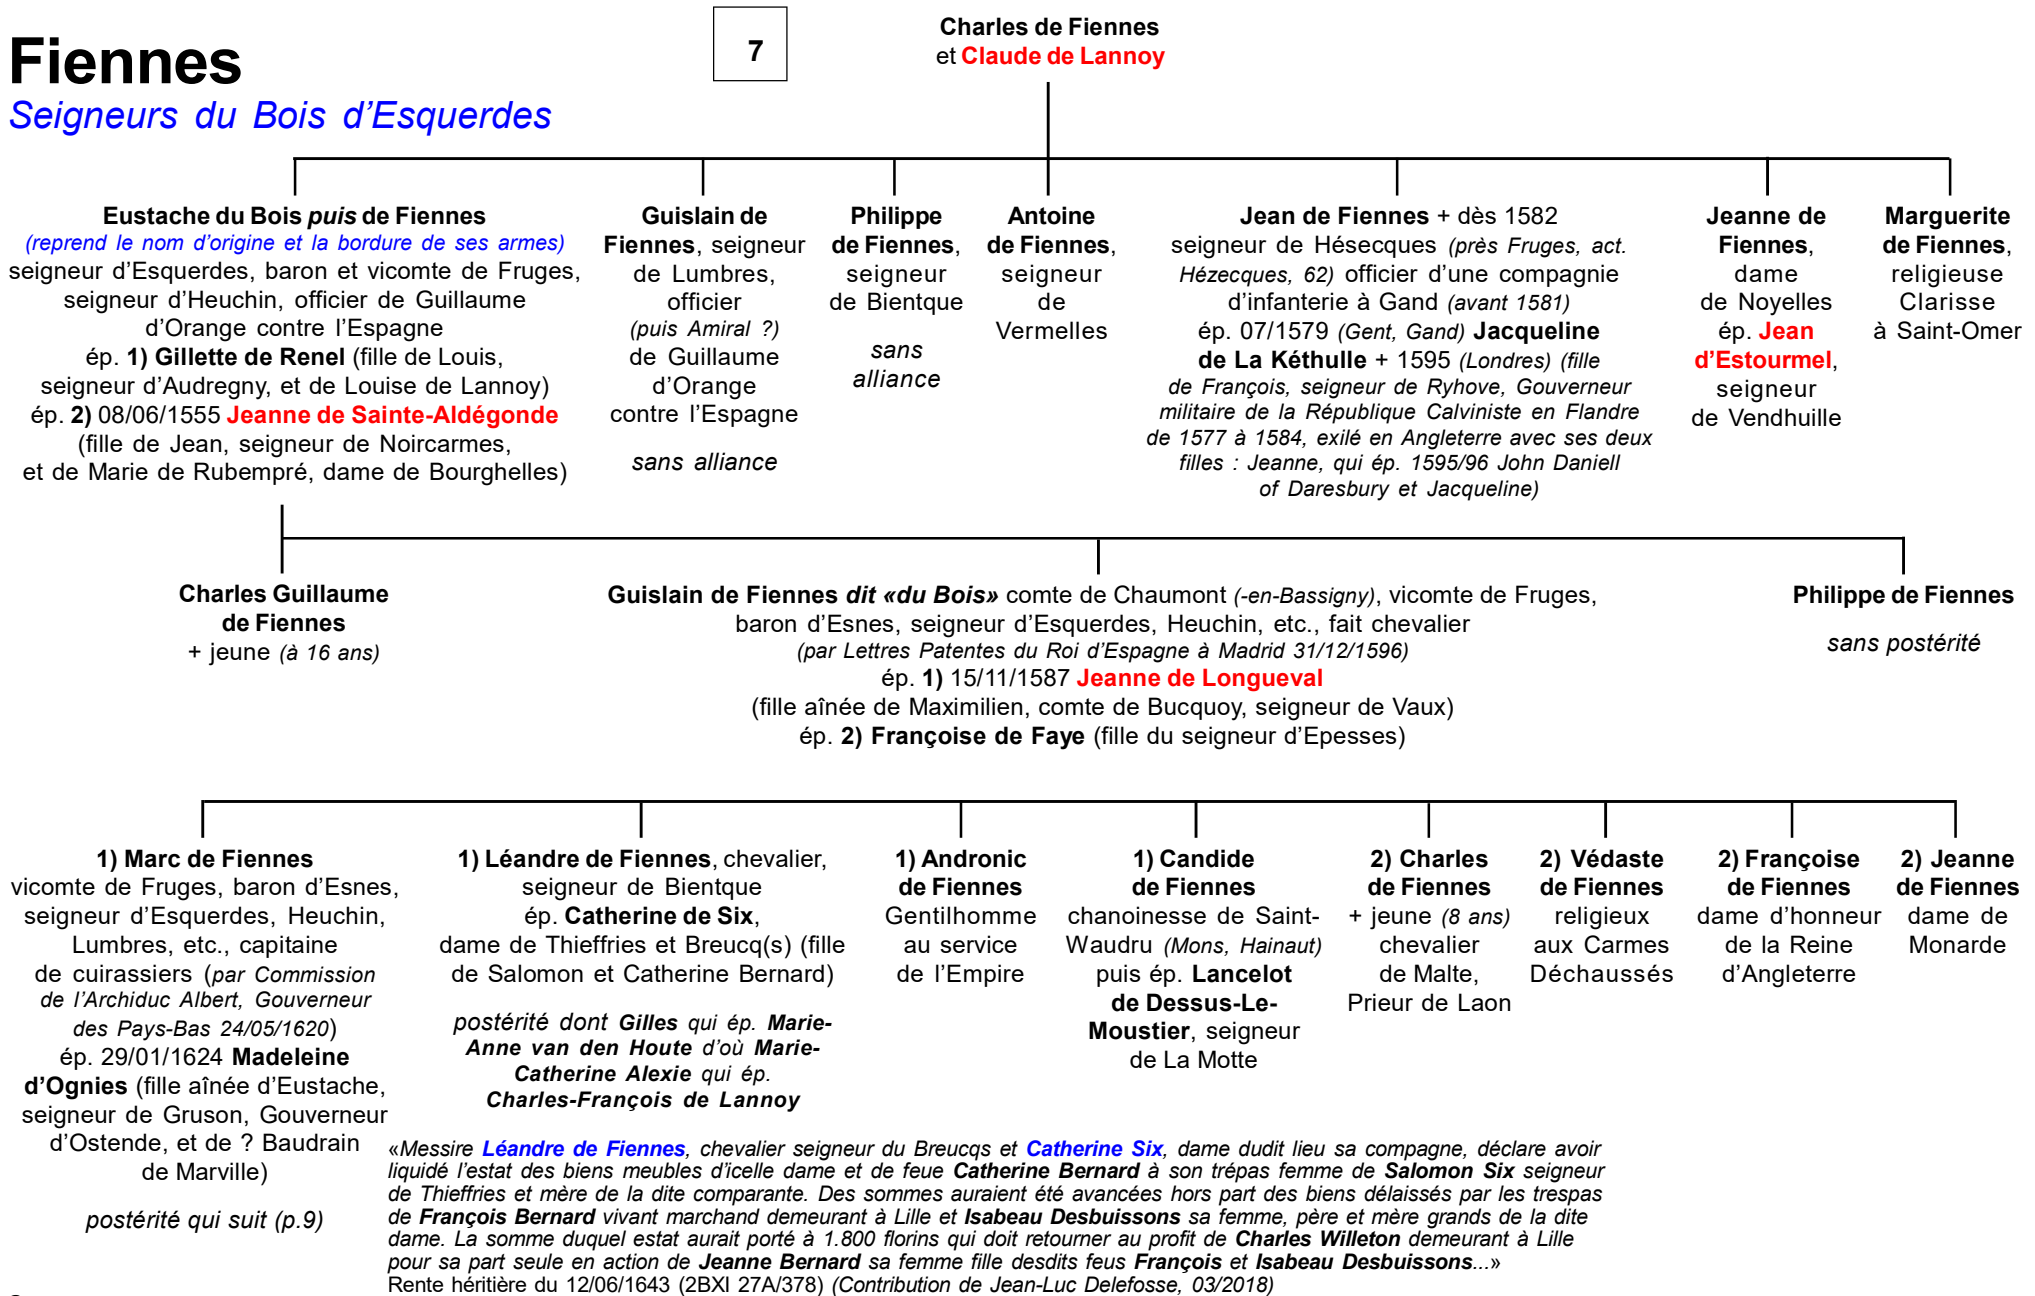 Fiennes
Seigneurs du Bois d’Esquerdes
7
Charles de Fiennes
et Claude de Lannoy
Eustache du Bois puis de Fiennes
(reprend le nom d’origine et la bordure de ses armes)
seigneur d’Esquerdes, baron et vicomte de Fruges,
seigneur d’Heuchin, officier de Guillaume
d’Orange contre l’Espagne
ép. 1) Gillette de Renel (fille de Louis,
seigneur d’Audregny, et de Louise de Lannoy)
ép. 2) 08/06/1555 Jeanne de Sainte-Aldégonde
(fille de Jean, seigneur de Noircarmes,
et de Marie de Rubempré, dame de Bourghelles)
Guislain de
Fiennes, seigneur
de Lumbres,
officier
(puis Amiral ?)
de Guillaume
d’Orange
contre l’Espagne
sans alliance
Philippe
de Fiennes,
seigneur
de Bientque
sans
alliance
Antoine
de Fiennes,
seigneur
de
Vermelles
Jean de Fiennes + dès 1582
seigneur de Hésecques (près Fruges, act.
Hézecques, 62) officier d’une compagnie
d’infanterie à Gand (avant 1581)
ép. 07/1579 (Gent, Gand) Jacqueline
de La Kéthulle + 1595 (Londres) (fille
de François, seigneur de Ryhove, Gouverneur
militaire de la République Calviniste en Flandre
de 1577 à 1584, exilé en Angleterre avec ses deux
filles : Jeanne, qui ép. 1595/96 John Daniell
of Daresbury et Jacqueline)
Jeanne de
Fiennes,
dame
de Noyelles
ép. Jean
d’Estourmel,
seigneur
de Vendhuille
Marguerite
de Fiennes,
religieuse
Clarisse
à Saint-Omer
Charles Guillaume
de Fiennes
+ jeune (à 16 ans)
Guislain de Fiennes dit «du Bois» comte de Chaumont (-en-Bassigny), vicomte de Fruges,
baron d’Esnes, seigneur d’Esquerdes, Heuchin, etc., fait chevalier
(par Lettres Patentes du Roi d’Espagne à Madrid 31/12/1596)
ép. 1) 15/11/1587 Jeanne de Longueval
(fille aînée de Maximilien, comte de Bucquoy, seigneur de Vaux)
ép. 2) Françoise de Faye (fille du seigneur d’Epesses)
Philippe de Fiennes
sans postérité
1) Marc de Fiennes
vicomte de Fruges, baron d’Esnes,
seigneur d’Esquerdes, Heuchin,
Lumbres, etc., capitaine
de cuirassiers (par Commission
de l’Archiduc Albert, Gouverneur
des Pays-Bas 24/05/1620)
ép. 29/01/1624 Madeleine
d’Ognies (fille aînée d’Eustache,
seigneur de Gruson, Gouverneur
d’Ostende, et de ? Baudrain
de Marville)
postérité qui suit (p.9)
1) Léandre de Fiennes, chevalier,
seigneur de Bientque
ép. Catherine de Six,
dame de Thieffries et Breucq(s) (fille
de Salomon et Catherine Bernard)
postérité dont Gilles qui ép. Marie-
Anne van den Houte d’où Marie-
Catherine Alexie qui ép.
Charles-François de Lannoy
1) Andronic
de Fiennes
Gentilhomme
au service
de l’Empire
1) Candide
de Fiennes
chanoinesse de Saint-
Waudru (Mons, Hainaut)
puis ép. Lancelot
de Dessus-Le-
Moustier, seigneur
de La Motte
2) Charles
de Fiennes
+ jeune (8 ans)
chevalier
de Malte,
Prieur de Laon
2) Védaste
de Fiennes
religieux
aux Carmes
Déchaussés
2) Françoise
de Fiennes
dame d’honneur
de la Reine
d’Angleterre
2) Jeanne
de Fiennes
dame de
Monarde
«Messire Léandre de Fiennes, chevalier seigneur du Breucqs et Catherine Six, dame dudit lieu sa compagne, déclare avoir
liquidé l’estat des biens meubles d’icelle dame et de feue Catherine Bernard à son trépas femme de Salomon Six seigneur
de Thieffries et mère de la dite comparante. Des sommes auraient été avancées hors part des biens délaissés par les trespas
de François Bernard vivant marchand demeurant à Lille et Isabeau Desbuissons sa femme, père et mère grands de la dite
dame. La somme duquel estat aurait porté à 1.800 florins qui doit retourner au profit de Charles Willeton demeurant à Lille
pour sa part seule en action de Jeanne Bernard sa femme fille desdits feus François et Isabeau Desbuissons...»
Rente héritière du 12/06/1643 (2BXI 27A/378) (Contribution de Jean-Luc Delefosse, 03/2018)